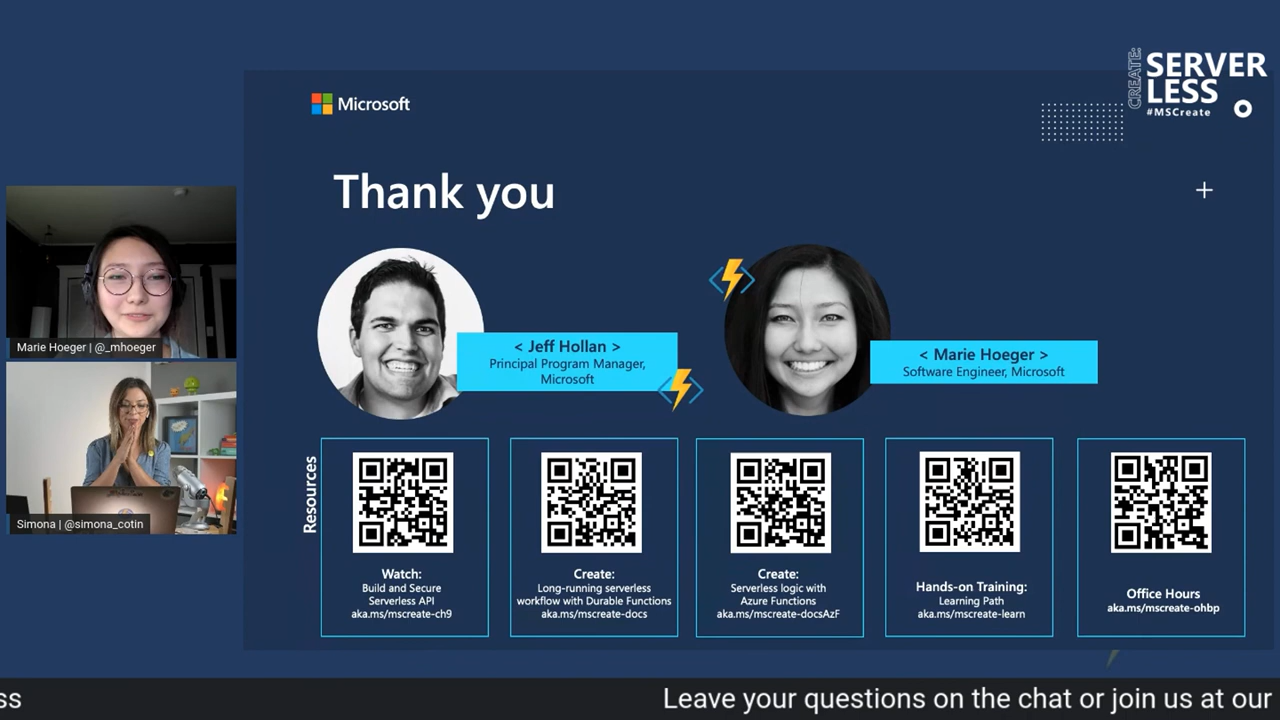 CREATE:
SERVER
LESS
#MSCreate
Microsoft
Thank you
Marie Hoeger | @_mhoeger
Simona | @simona_cotin
< Jeff Hollan >
Principal Program Manager,
Microsoft
< Marie Hoeger >
Software Engineer, Microsoft
Resources
Watch:
Build and Secure
Serverless API
aka.ms/mscreate-ch9
Create:
Long-running serverless
workflow with Durable Functions
aka.ms/mscreate-docs
Create:
Serverless logic with
Azure Functions
aka.ms/mscreate-docsAzF
Hands-on Training:
Learning Path
aka.ms/mscreate-learn
Office Hours
aka.ms/mscreate-ohbp
ss
Leave your questions on the chat or join us at our